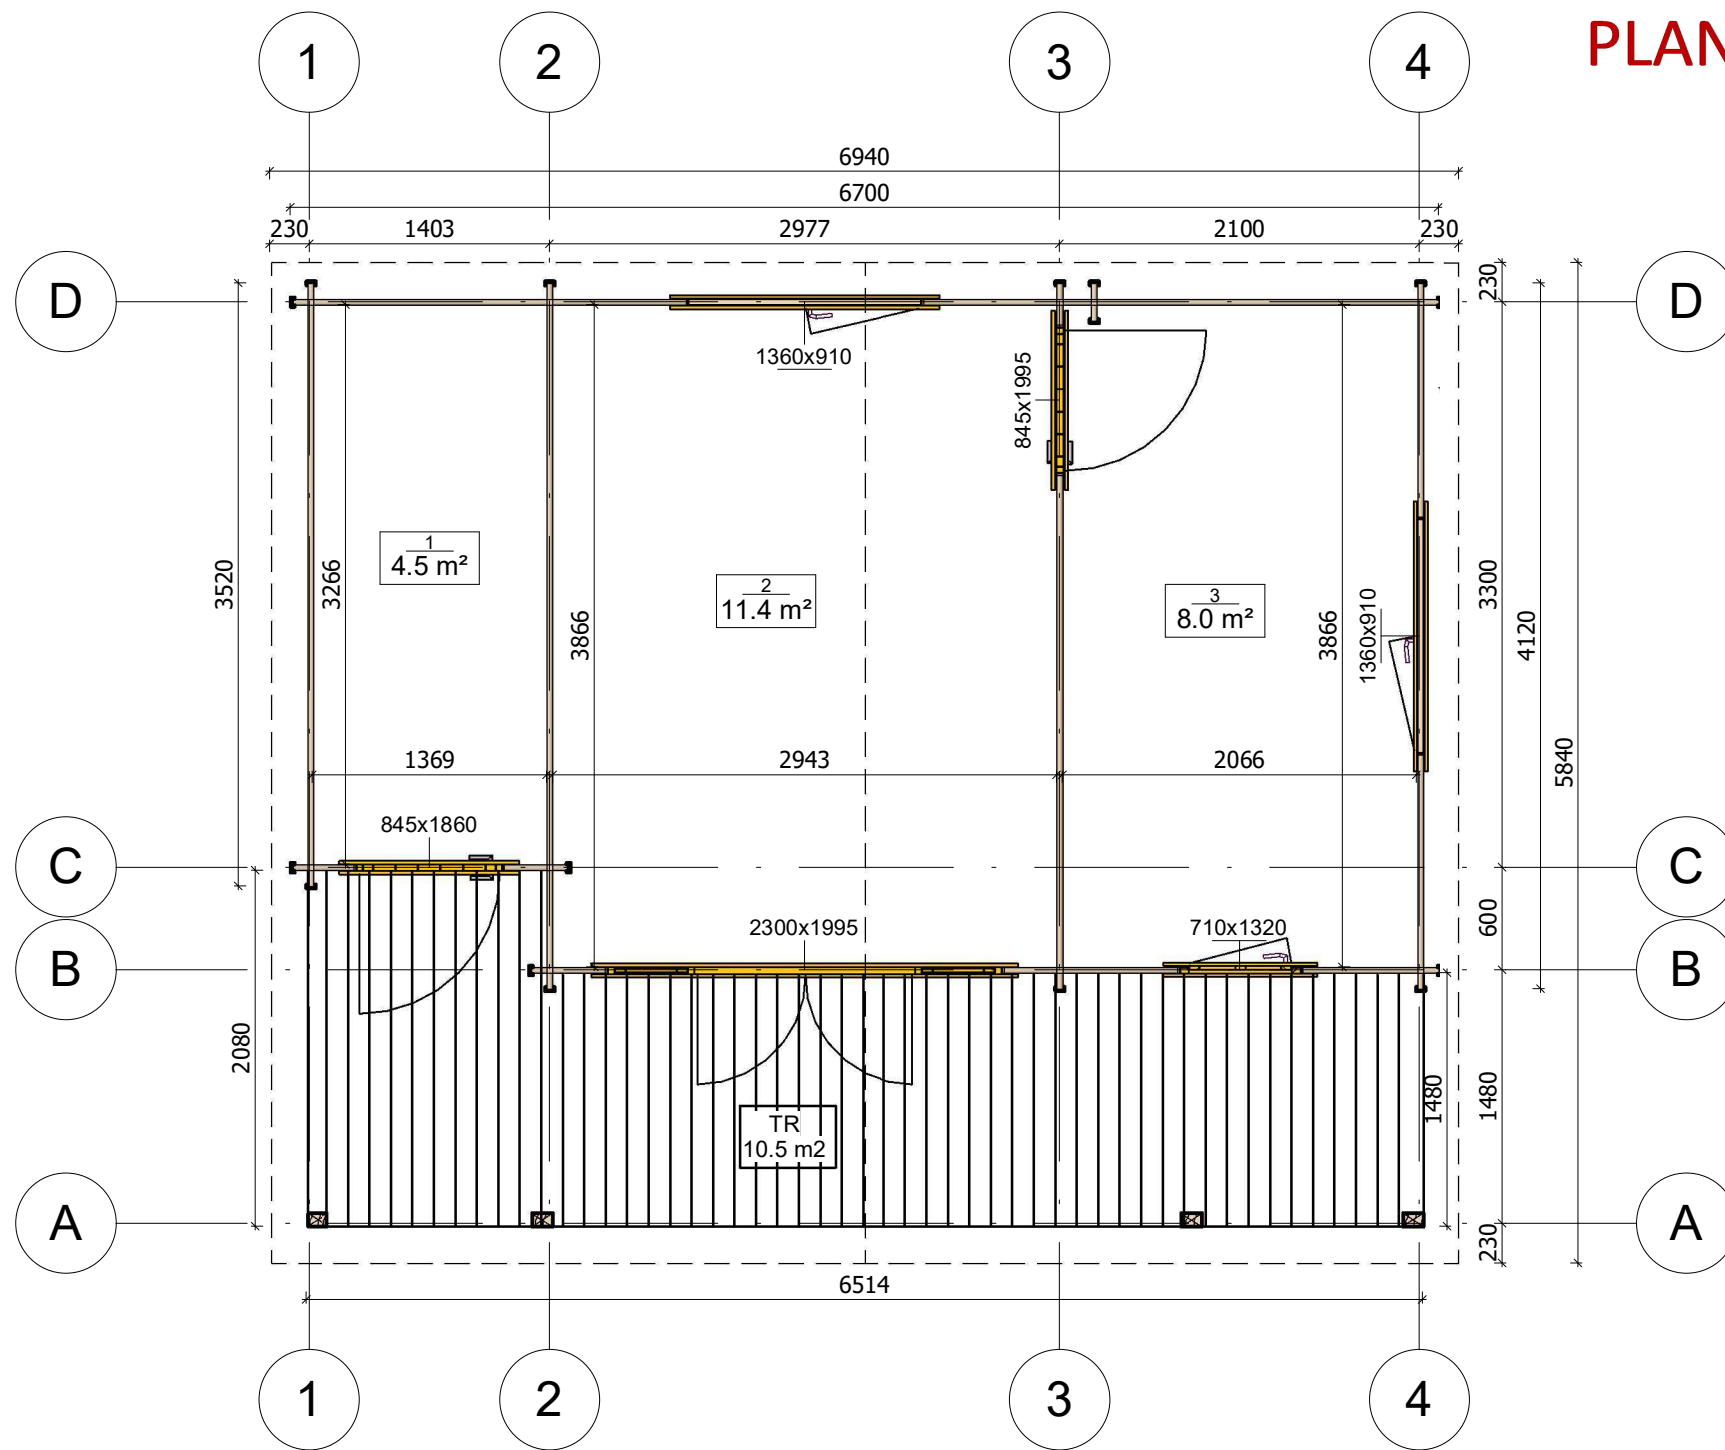 PLAN
1 2 3 4
6940
6700
230 1403 2977 2100 230
D D
230
1360x910
845x1995
3520
3266
1
4.5 m²
2
11.4 m²
3
8.0 m²
3866
3866
1360x910
3300
4120
5840
1369 2943 2066
845x1860
C C
600
2300x1995
710x1320
B B
2080
1480
1480
TR
10.5 m2
A A
230
6514
1 2 3 4